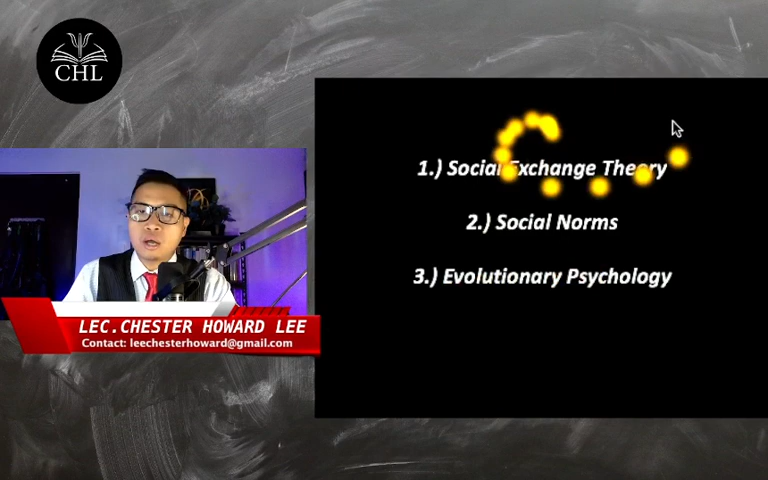 CHL
1.) Social Exchange Theory
2.) Social Norms
3.) Evolutionary Psychology
LEC.CHESTER HOWARD LEE
Contact: leechesterhoward@gmail.com